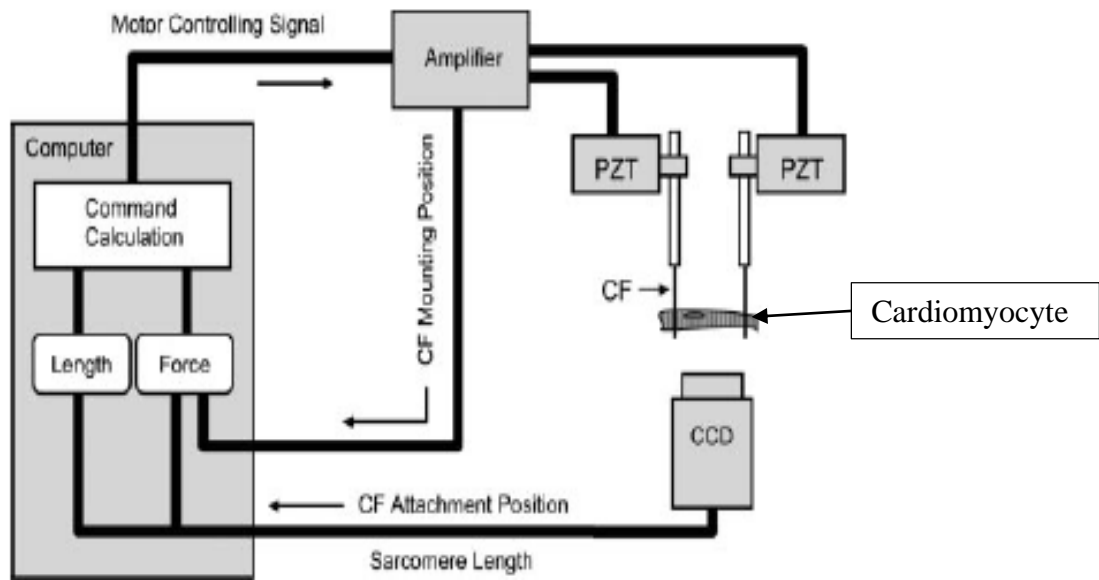 Motor Controlling Signal
Amplifier
Computer
PZT
PZT
Command
Calculation
CF Mounting Position
CF
Cardiomyocyte
Length
Force
CCD
CF Attachment Position
Sarcomere Length